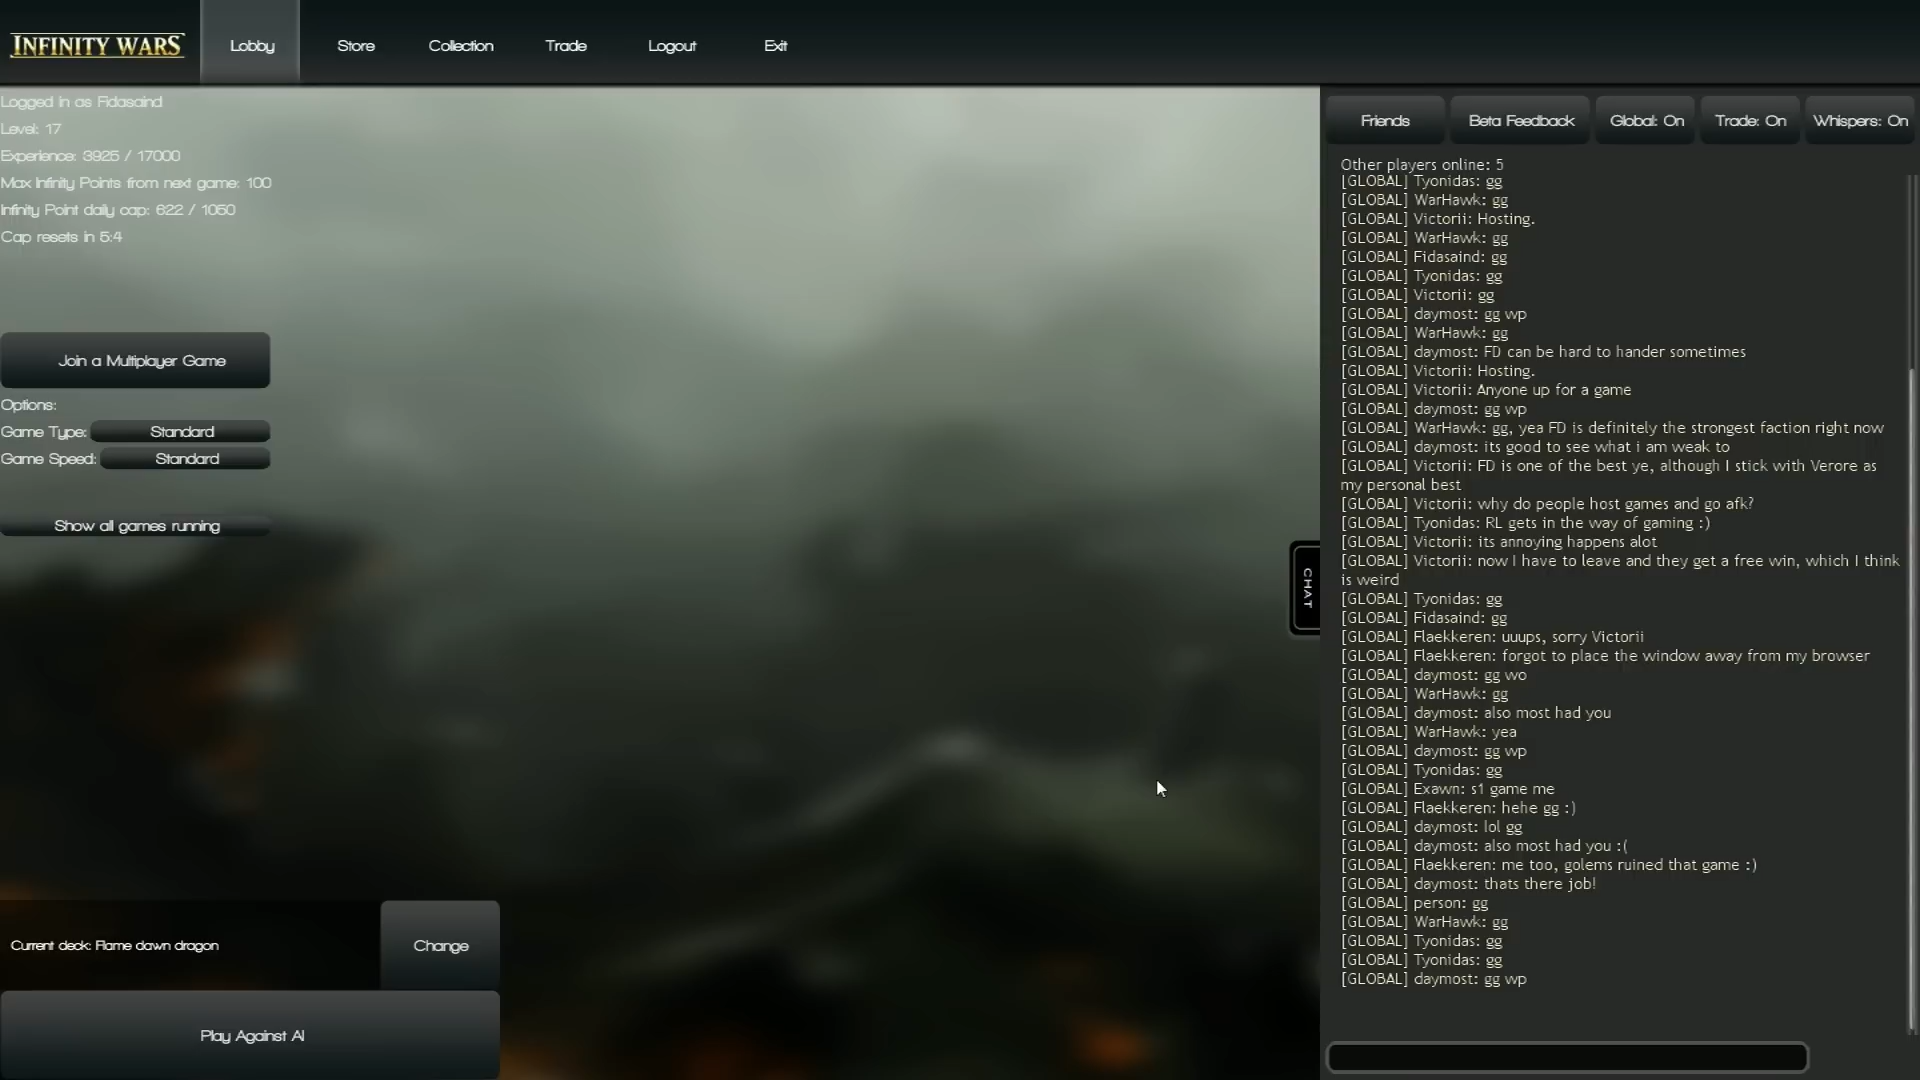 INFINITY WARS
Lobby
Store
Collection
Trade
Logout
Exit
Logged in as Fidasaind
Level: 17
Experience: 3925 / 17000
Max Infinity Points from next game: 100
Infinity Point daily cap: 622 / 1050
Cap resets in 5:4
Join a Multiplayer Game
Options:
Game Type: Standard
Game Speed: Standard
Show all games running
Current deck: Flame dawn dragon
Change
Play Against AI
CHAT
Friends
Beta Feedback
Global: On
Trade: On
Whispers: On
Other players online: 5
[GLOBAL] Tyonidas: gg
[GLOBAL] WarHawk: gg
[GLOBAL] Victorii: Hosting.
[GLOBAL] WarHawk: gg
[GLOBAL] Fidasaind: gg
[GLOBAL] Tyonidas: gg
[GLOBAL] Victorii: gg
[GLOBAL] daymost: gg wp
[GLOBAL] WarHawk: gg
[GLOBAL] daymost: FD can be hard to hander sometimes
[GLOBAL] Victorii: Hosting.
[GLOBAL] Victorii: Anyone up for a game
[GLOBAL] daymost: gg wp
[GLOBAL] WarHawk: gg, yea FD is definitely the strongest faction right now
[GLOBAL] daymost: its good to see what i am weak to
[GLOBAL] Victorii: FD is one of the best ye, although I stick with Verore as
my personal best
[GLOBAL] Victorii: why do people host games and go afk?
[GLOBAL] Tyonidas: RL gets in the way of gaming :)
[GLOBAL] Victorii: its annoying happens alot
[GLOBAL] Victorii: now I have to leave and they get a free win, which I think
is weird
[GLOBAL] Tyonidas: gg
[GLOBAL] Fidasaind: gg
[GLOBAL] Flaekkeren: uuups, sorry Victorii
[GLOBAL] Flaekkeren: forgot to place the window away from my browser
[GLOBAL] daymost: gg wo
[GLOBAL] WarHawk: gg
[GLOBAL] daymost: also most had you
[GLOBAL] WarHawk: yea
[GLOBAL] daymost: gg wp
[GLOBAL] Tyonidas: gg
[GLOBAL] Exawn: s1 game me
[GLOBAL] Flaekkeren: hehe gg :)
[GLOBAL] daymost: lol gg
[GLOBAL] daymost: also most had you :(
[GLOBAL] Flaekkeren: me too, golems ruined that game :)
[GLOBAL] daymost: thats there job!
[GLOBAL] person: gg
[GLOBAL] WarHawk: gg
[GLOBAL] Tyonidas: gg
[GLOBAL] Tyonidas: gg
[GLOBAL] daymost: gg wp